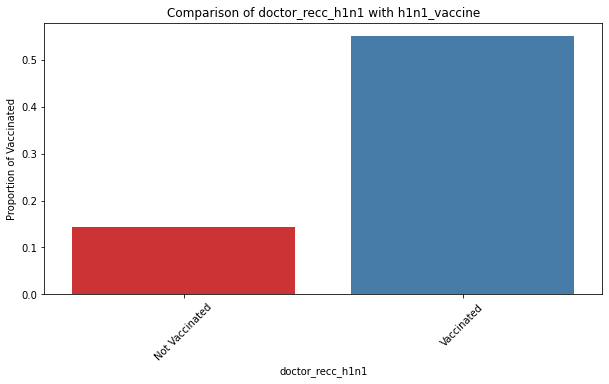 Comparison of doctor_recc_h1n1 with h1n1_vaccine
Proportion of Vaccinated
0.5
0.4
0.3
0.2
0.1
0.0
Not Vaccinated
Vaccinated
doctor_recc_h1n1